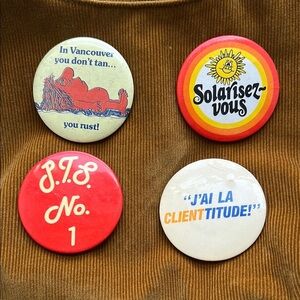 In Vancouver
you don't tan...
you rust!
Solarisez-
vous
S.T.S.
No.
1
"J'AI LA
CLIENTTITUDE!"